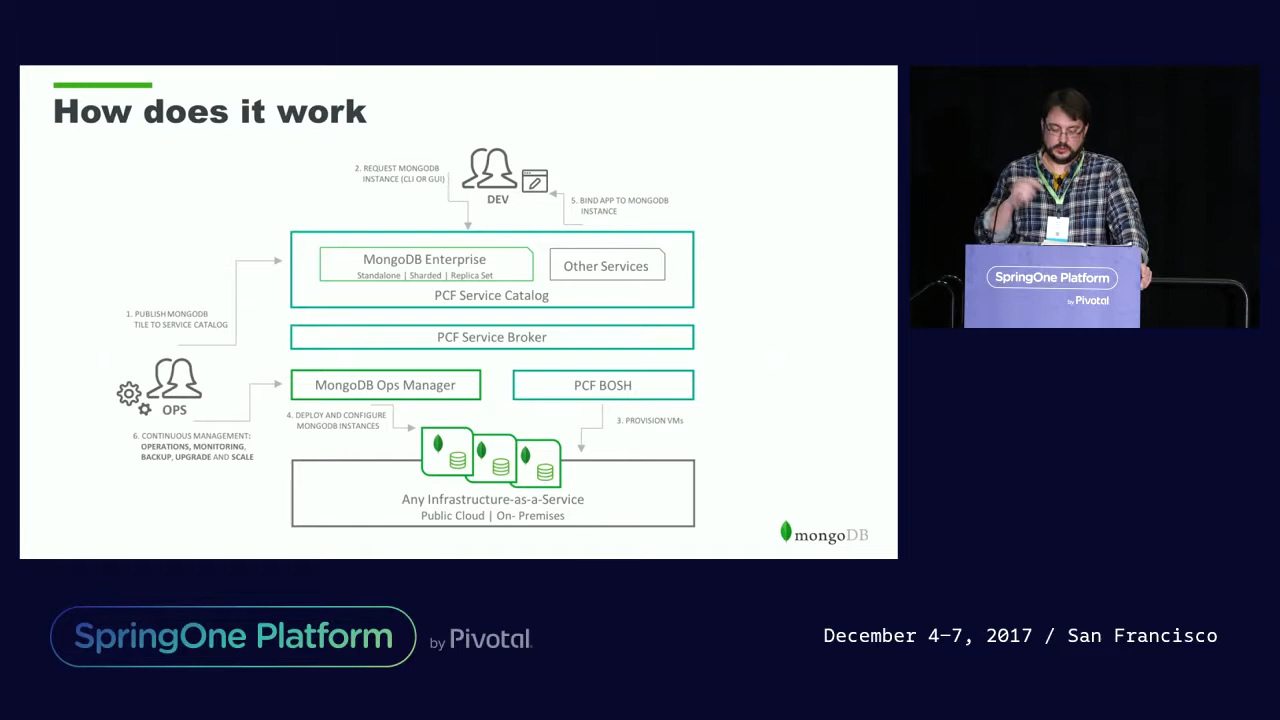 How does it work
2. REQUEST MONGODB
INSTANCE (CLI OR GUI)
DEV
5. BIND APP TO MONGODB
INSTANCE
MongoDB Enterprise
Standalone | Sharded | Replica Set
Other Services
PCF Service Catalog
1. PUBLISH MONGODB
TILE TO SERVICE CATALOG
PCF Service Broker
OPS
MongoDB Ops Manager
PCF BOSH
4. DEPLOY AND CONFIGURE
MONGODB INSTANCES
3. PROVISION VMs
6. CONTINUOUS MANAGEMENT:
OPERATIONS, MONITORING,
BACKUP, UPGRADE AND SCALE
Any Infrastructure-as-a-Service
Public Cloud | On- Premises
mongoDB
SpringOne Platform
by Pivotal
SpringOne Platform
by Pivotal
December 4–7, 2017 / San Francisco